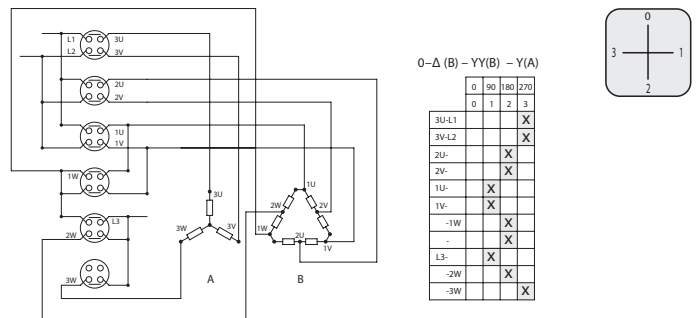 L1 3U
L2 3V
2U
2V
1U
1V
1W
L3
2W
3W
3U
3W 3V
A
1U
2W 2V
1W 2U 1V
B
0–Δ (B) – YY(B) – Y(A)
0 90 180 270
0 1 2 3
3U-L1 X
3V-L2 X
2U- X
2V- X
1U- X
1V- X
-1W X
- X
L3- X
-2W X
-3W X
0
3 1
2